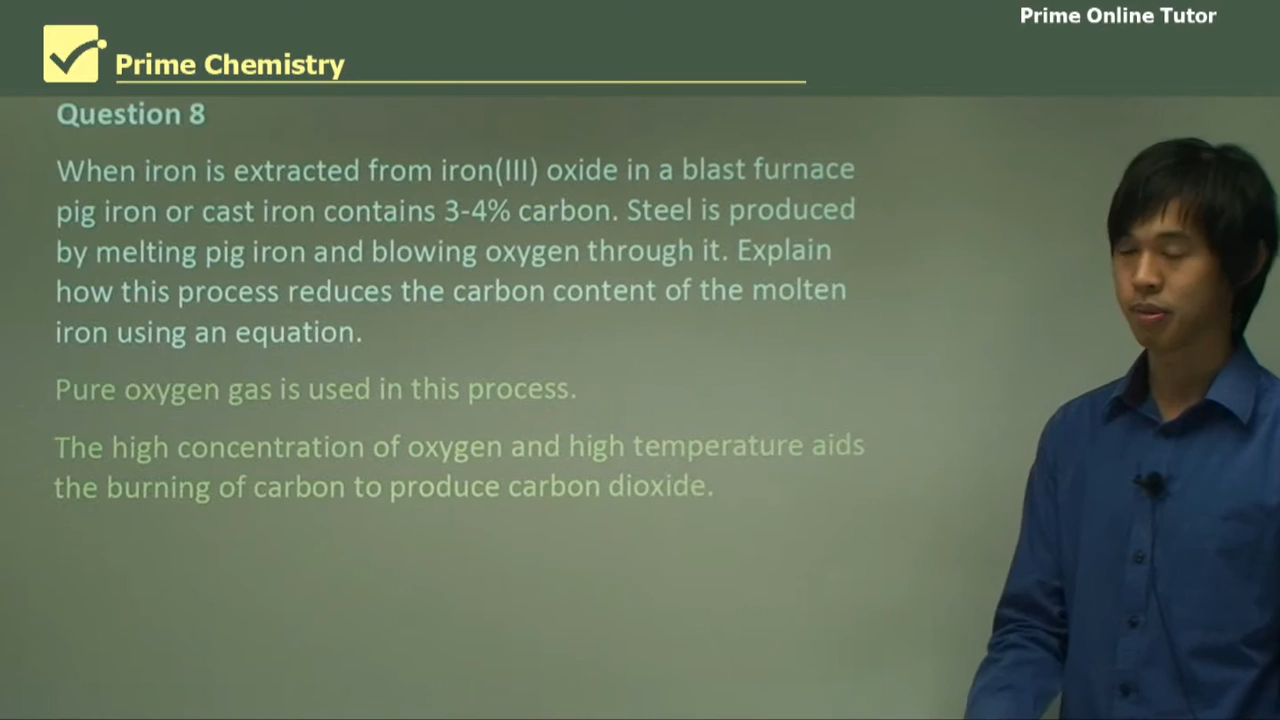 Prime Online Tutor
Prime Chemistry
Question 8
When iron is extracted from iron(III) oxide in a blast furnace
pig iron or cast iron contains 3-4% carbon. Steel is produced
by melting pig iron and blowing oxygen through it. Explain
how this process reduces the carbon content of the molten
iron using an equation.
Pure oxygen gas is used in this process.
The high concentration of oxygen and high temperature aids
the burning of carbon to produce carbon dioxide.